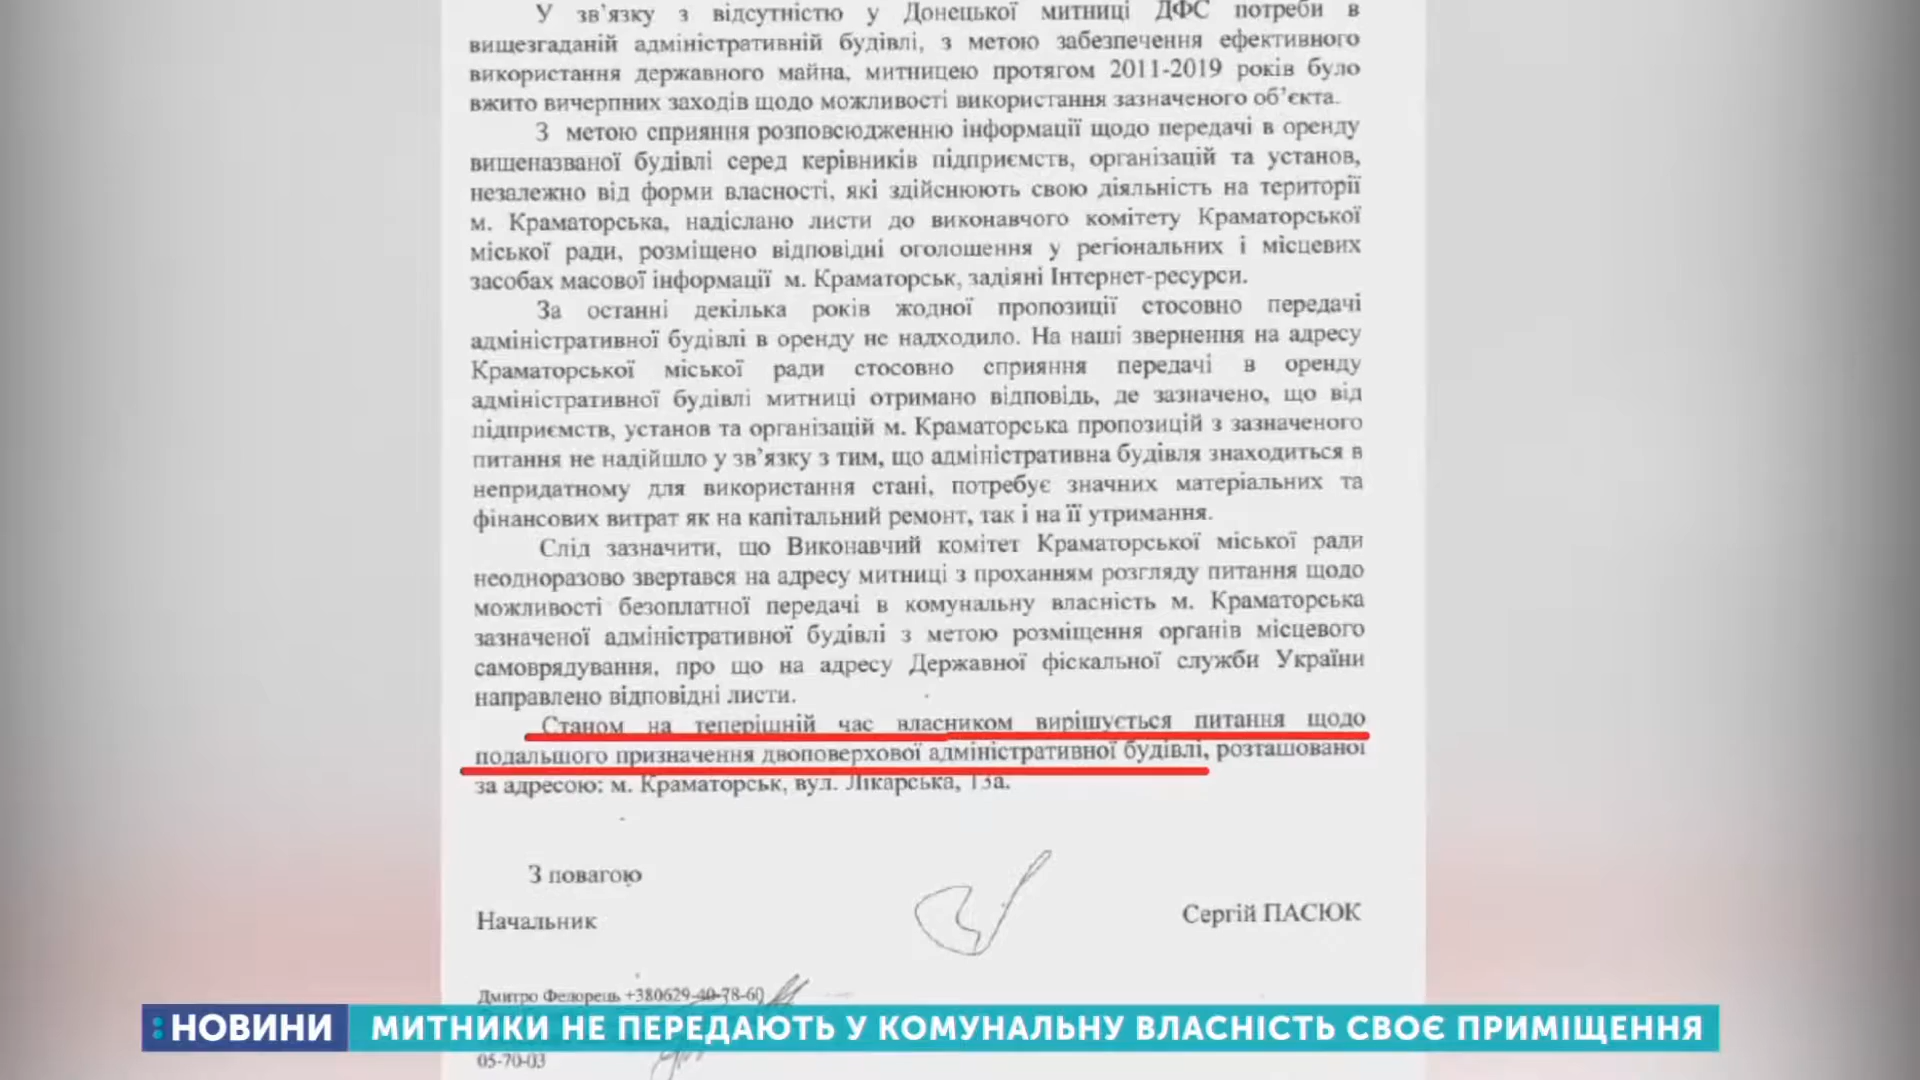 У зв'язку з відсутністю у Донецької митниці ДФС потреби в
вищезгаданій адміністративній будівлі, з метою забезпечення ефективного
використання державного майна, митницею протягом 2011-2019 років було
вжито вичерпних заходів щодо можливості використання зазначеного об'єкта.
З метою сприяння розповсюдженню інформації щодо передачі в оренду
вищеназваної будівлі серед керівників підприємств, організацій та установ,
незалежно від форми власності, які здійснюють свою діяльність на території
м. Краматорська, надіслано листи до виконавчого комітету Краматорської
міської ради, розміщено відповідні оголошення у регіональних і місцевих
засобах масової інформації м. Краматорськ, задіяні Інтернет-ресурси.
За останні декілька років жодної пропозиції стосовно передачі
адміністративної будівлі в оренду не надходило. На наші звернення на адресу
Краматорської міської ради стосовно сприяння передачі в оренду
адміністративної будівлі митниці отримано відповідь, де зазначено, що від
підприємств, установ та організацій м. Краматорська пропозицій з зазначеного
питання не надійшло у зв'язку з тим, що адміністративна будівля знаходиться в
непридатному для використання стані, потребує значних матеріальних та
фінансових витрат як на капітальний ремонт, так і на її утримання.
Слід зазначити, що Виконавчий комітет Краматорської міської ради
неодноразово звертався на адресу митниці з проханням розгляду питання щодо
можливості безоплатної передачі в комунальну власність м. Краматорська
зазначеної адміністративної будівлі з метою розміщення органів місцевого
самоврядування, про що на адресу Державної фіскальної служби України
направлено відповідні листи.
Станом на теперішній час власником вирішується питання щодо
подальшого призначення двоповерхової адміністративної будівлі, розташованої
за адресою: м. Краматорськ, вул. Лікарська, 13а.
З повагою
Начальник
Сергій ПАСЮК
Дмитро Федорець +380629-40-78-60
НОВИНИ
МИТНИКИ НЕ ПЕРЕДАЮТЬ У КОМУНАЛЬНУ ВЛАСНІСТЬ СВОЄ ПРИМІЩЕННЯ
05-70-03